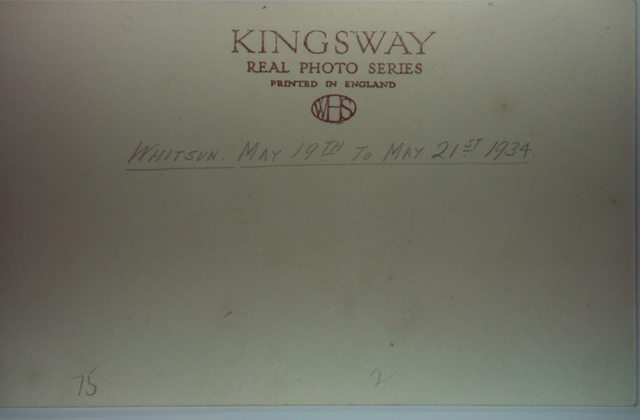 KINGSWAY
REAL PHOTO SERIES
PRINTED IN ENGLAND
WHS
WHITSUN. MAY 19TH TO MAY 21ST 1934.
75 2